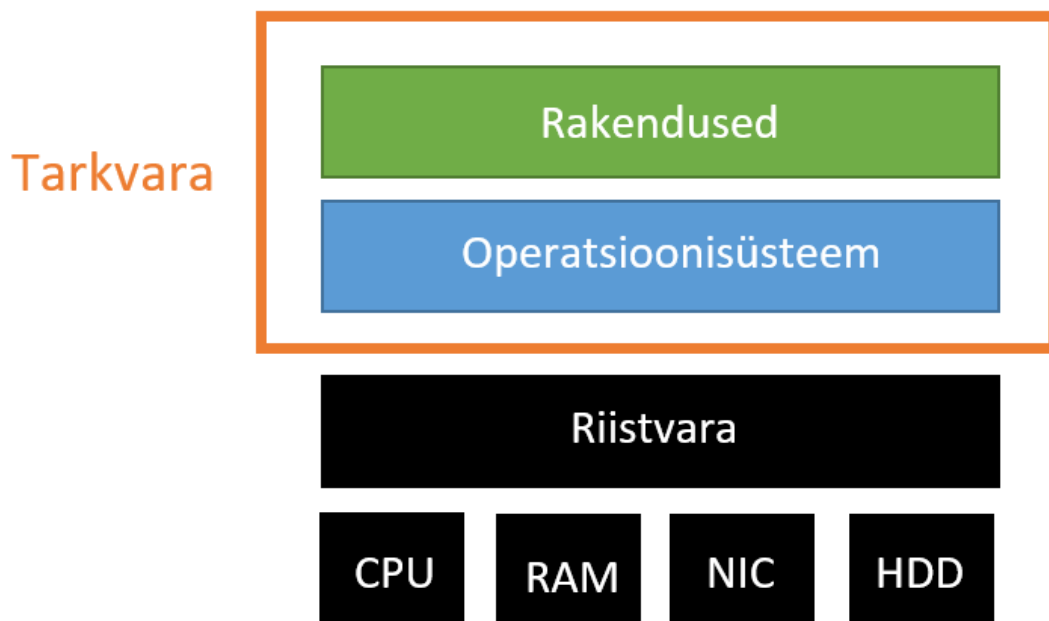 Rakendused
Tarkvara
Operatsioonisüsteem
Riistvara
CPU
RAM
NIC
HDD